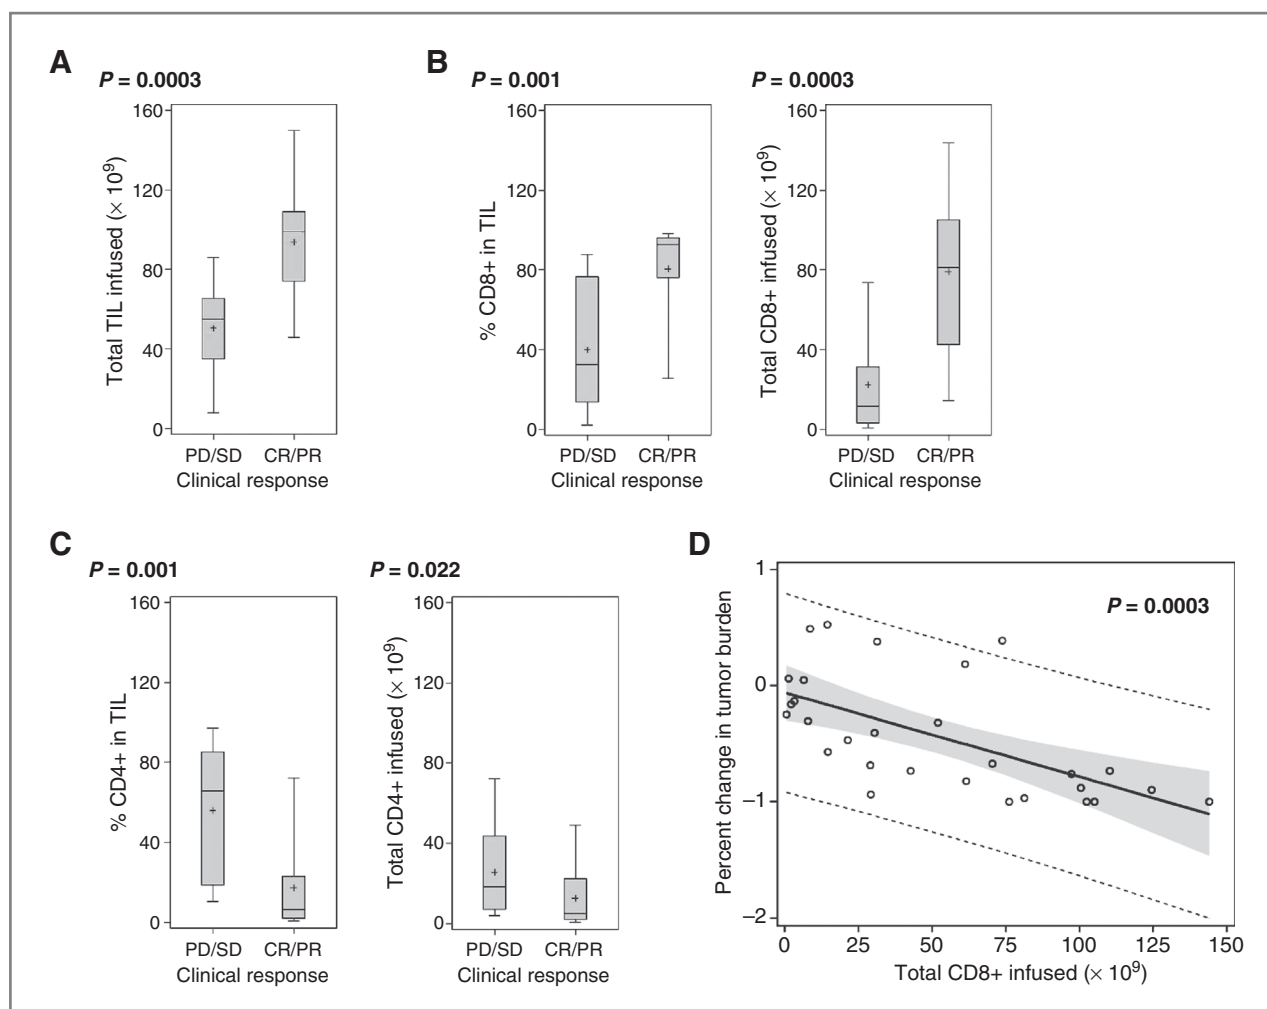 A
P = 0.0003
160
120
80
40
0
Total TIL infused (× 10⁹)
PD/SD CR/PR
Clinical response
B
P = 0.001
160
120
80
40
0
% CD8+ in TIL
PD/SD CR/PR
Clinical response
P = 0.0003
160
120
80
40
0
Total CD8+ infused (× 10⁹)
PD/SD CR/PR
Clinical response
C
P = 0.001
160
120
80
40
0
% CD4+ in TIL
PD/SD CR/PR
Clinical response
P = 0.022
160
120
80
40
0
Total CD4+ infused (× 10⁹)
PD/SD CR/PR
Clinical response
D
P = 0.0003
1
0
−1
−2
Percent change in tumor burden
0 25 50 75 100 125 150
Total CD8+ infused (× 10⁹)